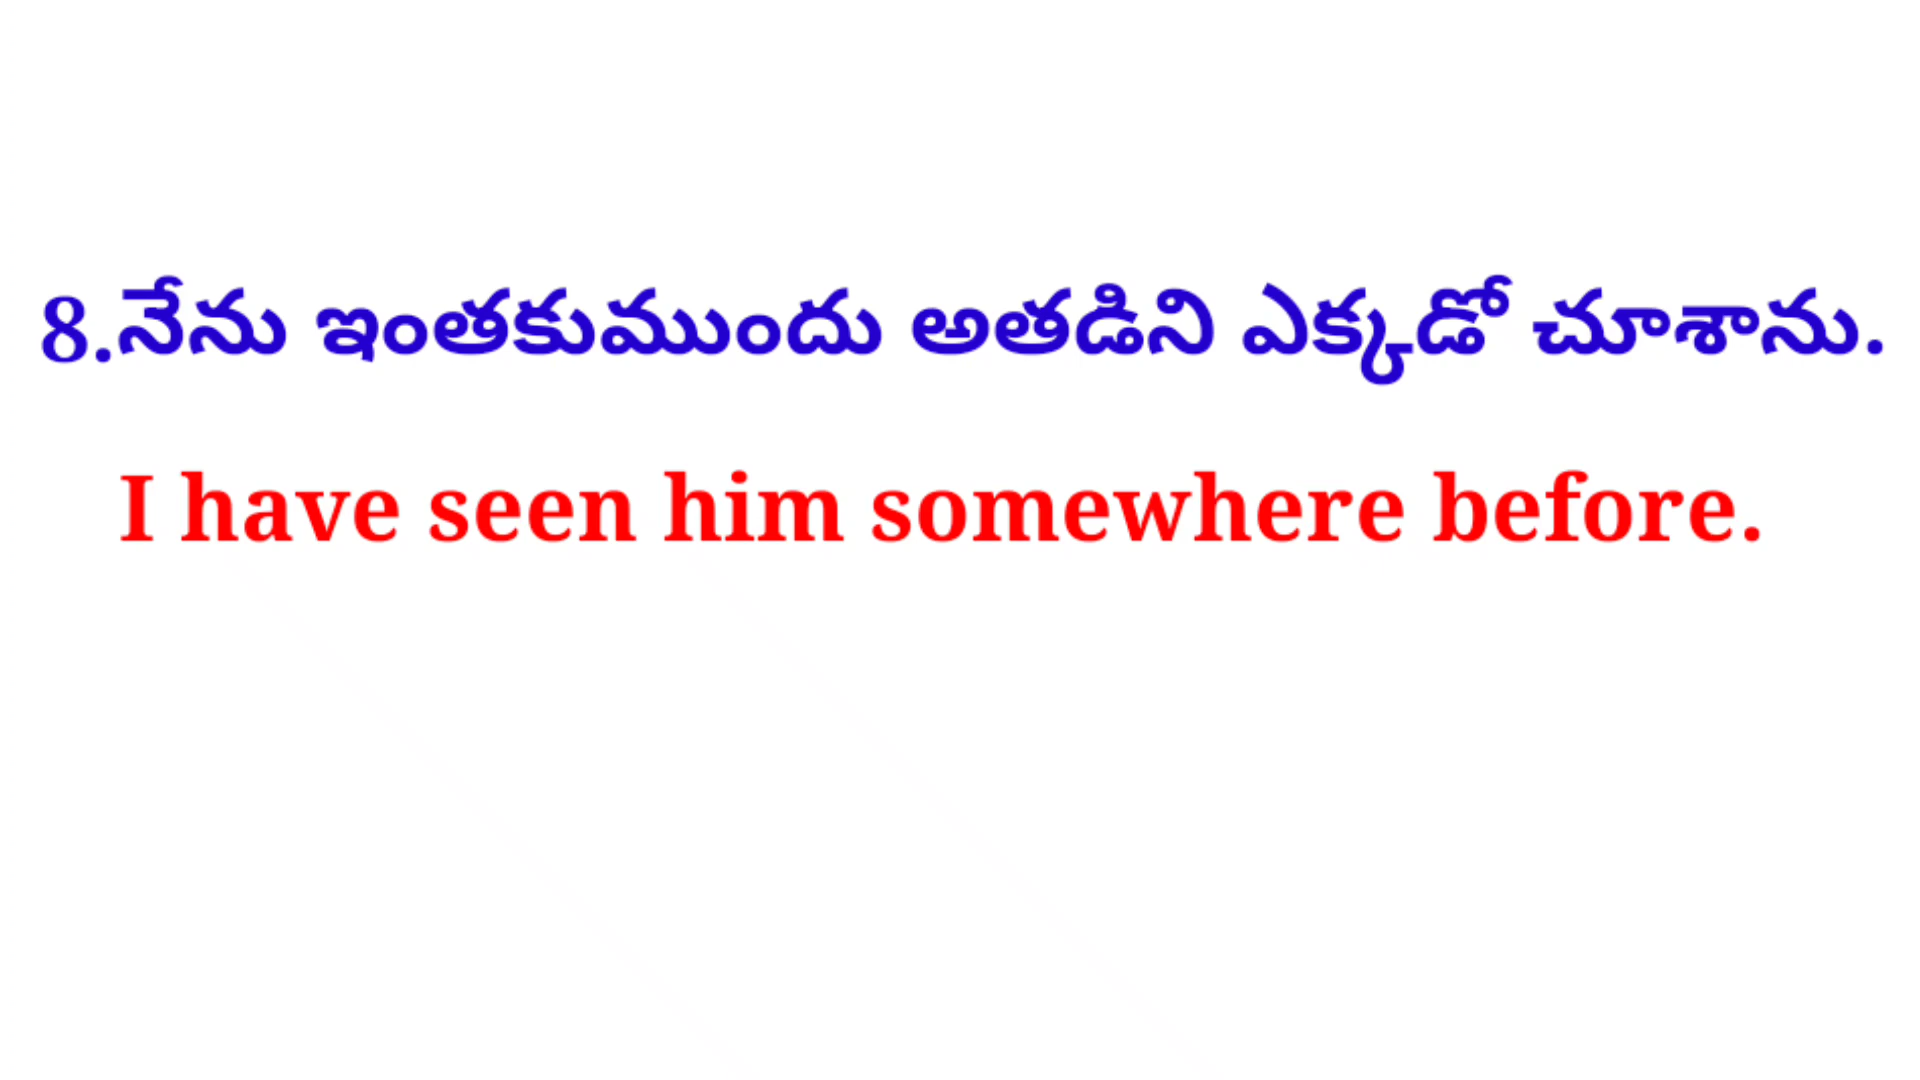 8.నేను ఇంతకుముందు అతడిని ఎక్కడో చూశాను.
I have seen him somewhere before.